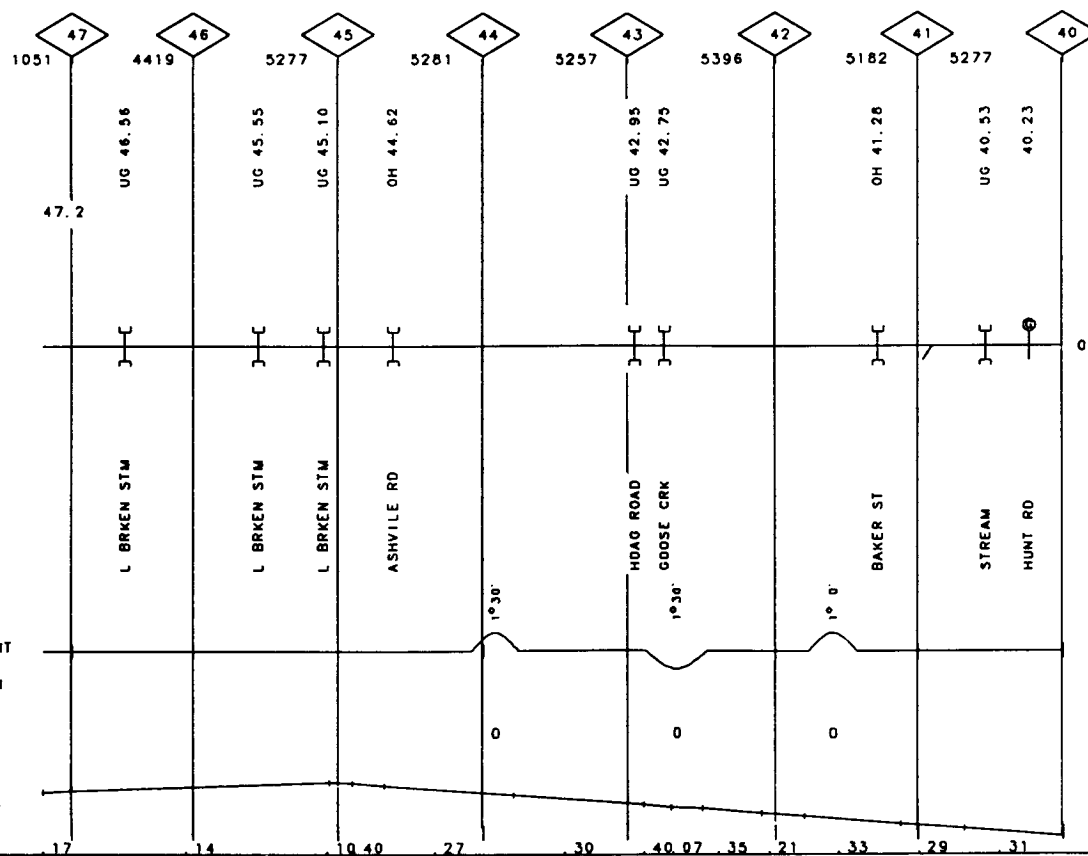 47 46 45 44 43 42 41 40
1051 4419 5277 5281 5257 5396 5182 5277
UG 46.56
UG 45.55
UG 45.10
OH 44.62
UG 42.95
UG 42.75
OH 41.28
UG 40.53
40.23
47.2
0
L BRKEN STM
L BRKEN STM
L BRKEN STM
ASHVILE RD
HOAG ROAD
GOOSE CRK
BAKER ST
STREAM
HUNT RD
1°30'
1°30'
1° 0'
0 0 0
.17 .14 .10 .40 .27 .30 .40 .07 .35 .21 .33 .29 .31